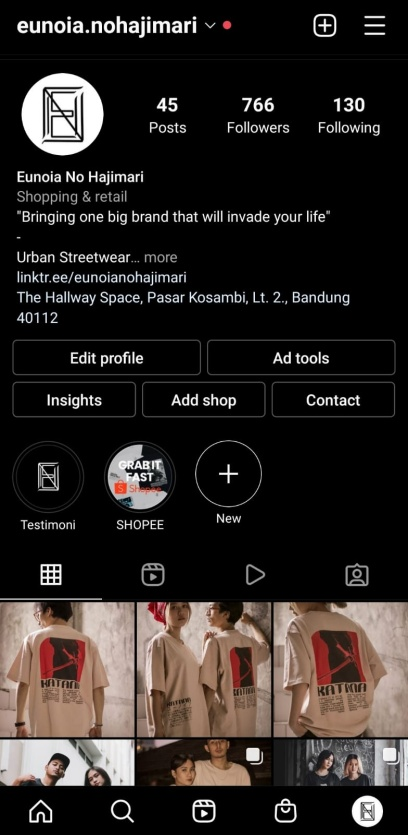 eunoia.nohajimari
45 766 130
Posts Followers Following
Eunoia No Hajimari
Shopping & retail
"Bringing one big brand that will invade your life"
-
Urban Streetwear... more
linktr.ee/eunoianohajimari
The Hallway Space, Pasar Kosambi, Lt. 2., Bandung
40112
Edit profile Ad tools
Insights Add shop Contact
GRAB IT
FAST
Shopee
Testimoni SHOPEE New
KATANA KATANA KATANA KATANA